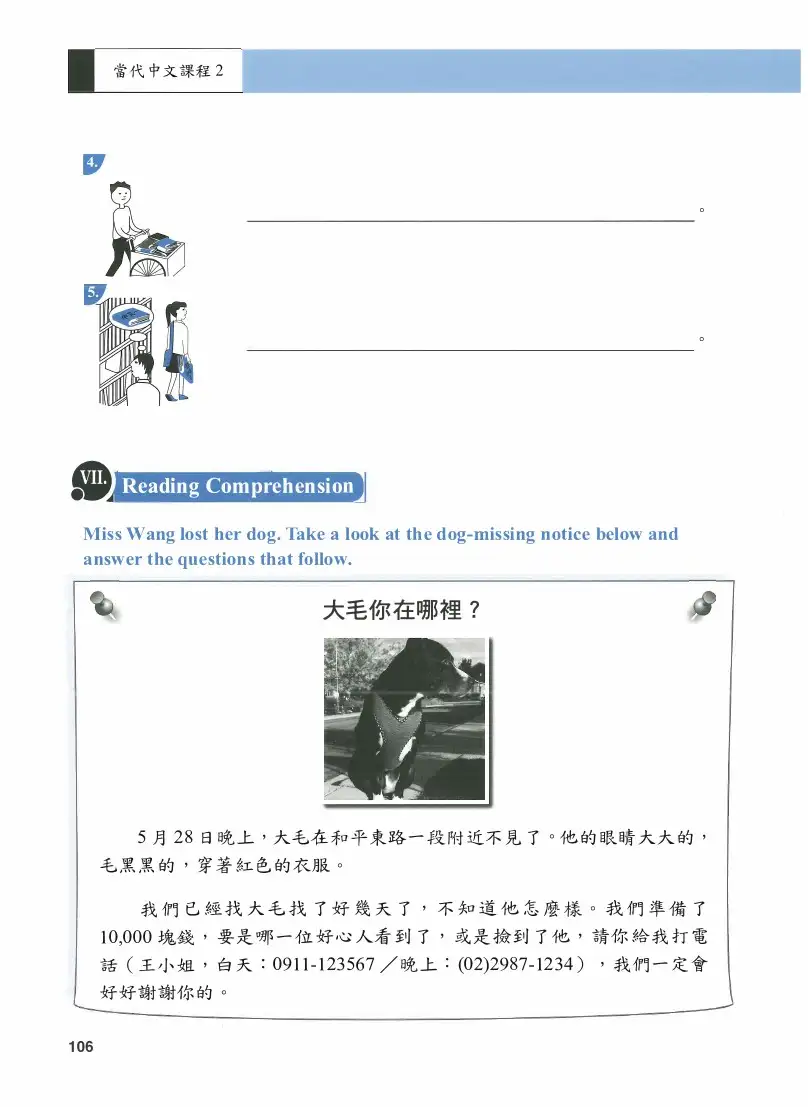 當代中文課程 2
4.
。
5.
。
VII. Reading Comprehension
Miss Wang lost her dog. Take a look at the dog-missing notice below and
answer the questions that follow.
大毛你在哪裡？
5 月 28 日晚上，大毛在和平東路一段附近不見了。他的眼睛大大的，
毛黑黑的，穿著紅色的衣服。
我們已經找大毛找了好幾天了，不知道他怎麼樣。我們準備了
10,000 塊錢，要是哪一位好心人看到了，或是撿到了他，請你給我打電
話（王小姐，白天：0911-123567／晚上：(02)2987-1234），我們一定會
好好謝謝你的。
106